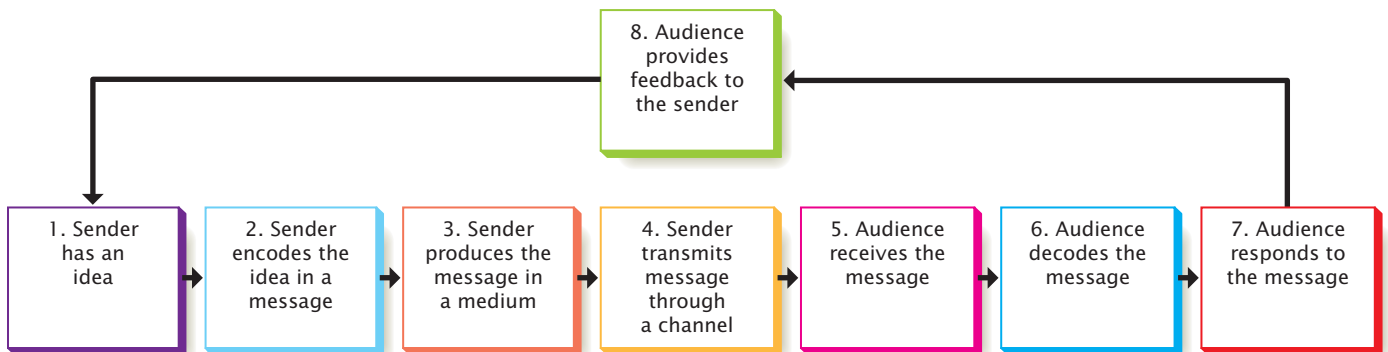 8. Audience
provides
feedback to
the sender
1. Sender
has an
idea
2. Sender
encodes the
idea in a
message
3. Sender
produces the
message in
a medium
4. Sender
transmits
message
through
a channel
5. Audience
receives the
message
6. Audience
decodes the
message
7. Audience
responds to
the message